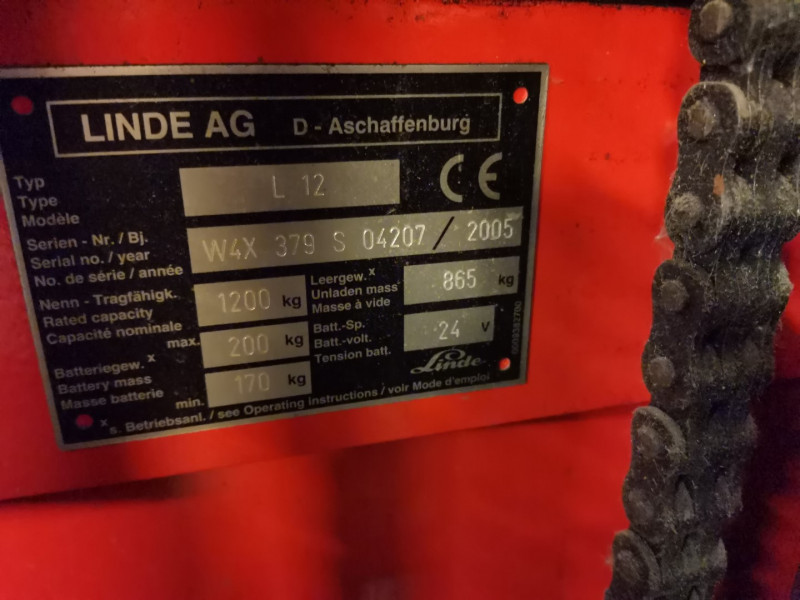 LINDE AG D - Aschaffenburg
Typ
Type
Modèle
L 12
CE
Serien - Nr. / Bj.
Serial no. / year
No. de série / année
W4X 379 S 04207 / 2005
Nenn - Tragfähigk.
Rated capacity
Capacité nominale
1200 kg
Leergew. x
Unladen mass
Masse à vide
865 kg
Batteriegew. x
Battery mass
Masse batterie
max. 200 kg
min. 170 kg
Batt.-Sp.
Batt.-volt.
Tension batt.
24 V
Linde
x s. Betriebsanl. / see Operating instructions / voir Mode d'emploi